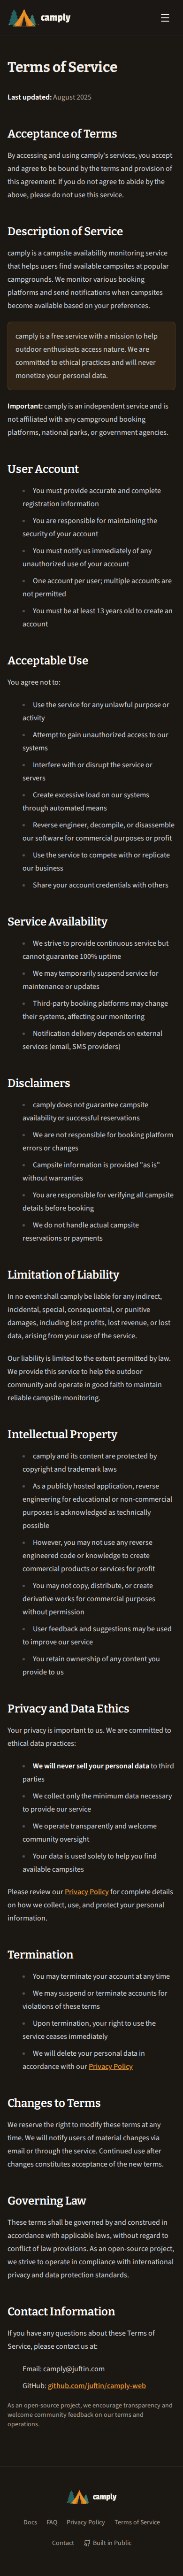 camply
Terms of Service
Last updated: August 2025
Acceptance of Terms
By accessing and using camply's services, you accept
and agree to be bound by the terms and provision of
this agreement. If you do not agree to abide by the
above, please do not use this service.
Description of Service
camply is a campsite availability monitoring service
that helps users find available campsites at popular
campgrounds. We monitor various booking
platforms and send notifications when campsites
become available based on your preferences.
camply is a free service with a mission to help
outdoor enthusiasts access nature. We are
committed to ethical practices and will never
monetize your personal data.
Important: camply is an independent service and is
not affiliated with any campground booking
platforms, national parks, or government agencies.
User Account
• You must provide accurate and complete
registration information
• You are responsible for maintaining the
security of your account
• You must notify us immediately of any
unauthorized use of your account
• One account per user; multiple accounts are
not permitted
• You must be at least 13 years old to create an
account
Acceptable Use
You agree not to:
• Use the service for any unlawful purpose or
activity
• Attempt to gain unauthorized access to our
systems
• Interfere with or disrupt the service or
servers
• Create excessive load on our systems
through automated means
• Reverse engineer, decompile, or disassemble
our software for commercial purposes or profit
• Use the service to compete with or replicate
our business
• Share your account credentials with others
Service Availability
• We strive to provide continuous service but
cannot guarantee 100% uptime
• We may temporarily suspend service for
maintenance or updates
• Third-party booking platforms may change
their systems, affecting our monitoring
• Notification delivery depends on external
services (email, SMS providers)
Disclaimers
• camply does not guarantee campsite
availability or successful reservations
• We are not responsible for booking platform
errors or changes
• Campsite information is provided "as is"
without warranties
• You are responsible for verifying all campsite
details before booking
• We do not handle actual campsite
reservations or payments
Limitation of Liability
In no event shall camply be liable for any indirect,
incidental, special, consequential, or punitive
damages, including lost profits, lost revenue, or lost
data, arising from your use of the service.
Our liability is limited to the extent permitted by law.
We provide this service to help the outdoor
community and operate in good faith to maintain
reliable campsite monitoring.
Intellectual Property
• camply and its content are protected by
copyright and trademark laws
• As a publicly hosted application, reverse
engineering for educational or non-commercial
purposes is acknowledged as technically
possible
• However, you may not use any reverse
engineered code or knowledge to create
commercial products or services for profit
• You may not copy, distribute, or create
derivative works for commercial purposes
without permission
• User feedback and suggestions may be used
to improve our service
• You retain ownership of any content you
provide to us
Privacy and Data Ethics
Your privacy is important to us. We are committed to
ethical data practices:
• We will never sell your personal data to third
parties
• We collect only the minimum data necessary
to provide our service
• We operate transparently and welcome
community oversight
• Your data is used solely to help you find
available campsites
Please review our Privacy Policy for complete details
on how we collect, use, and protect your personal
information.
Termination
• You may terminate your account at any time
• We may suspend or terminate accounts for
violations of these terms
• Upon termination, your right to use the
service ceases immediately
• We will delete your personal data in
accordance with our Privacy Policy
Changes to Terms
We reserve the right to modify these terms at any
time. We will notify users of material changes via
email or through the service. Continued use after
changes constitutes acceptance of the new terms.
Governing Law
These terms shall be governed by and construed in
accordance with applicable laws, without regard to
conflict of law provisions. As an open-source project,
we strive to operate in compliance with international
privacy and data protection standards.
Contact Information
If you have any questions about these Terms of
Service, please contact us at:
Email: camply@juftin.com
GitHub: github.com/juftin/camply-web
As an open-source project, we encourage transparency and
welcome community feedback on our terms and
operations.
camply
Docs FAQ Privacy Policy Terms of Service
Contact Built in Public